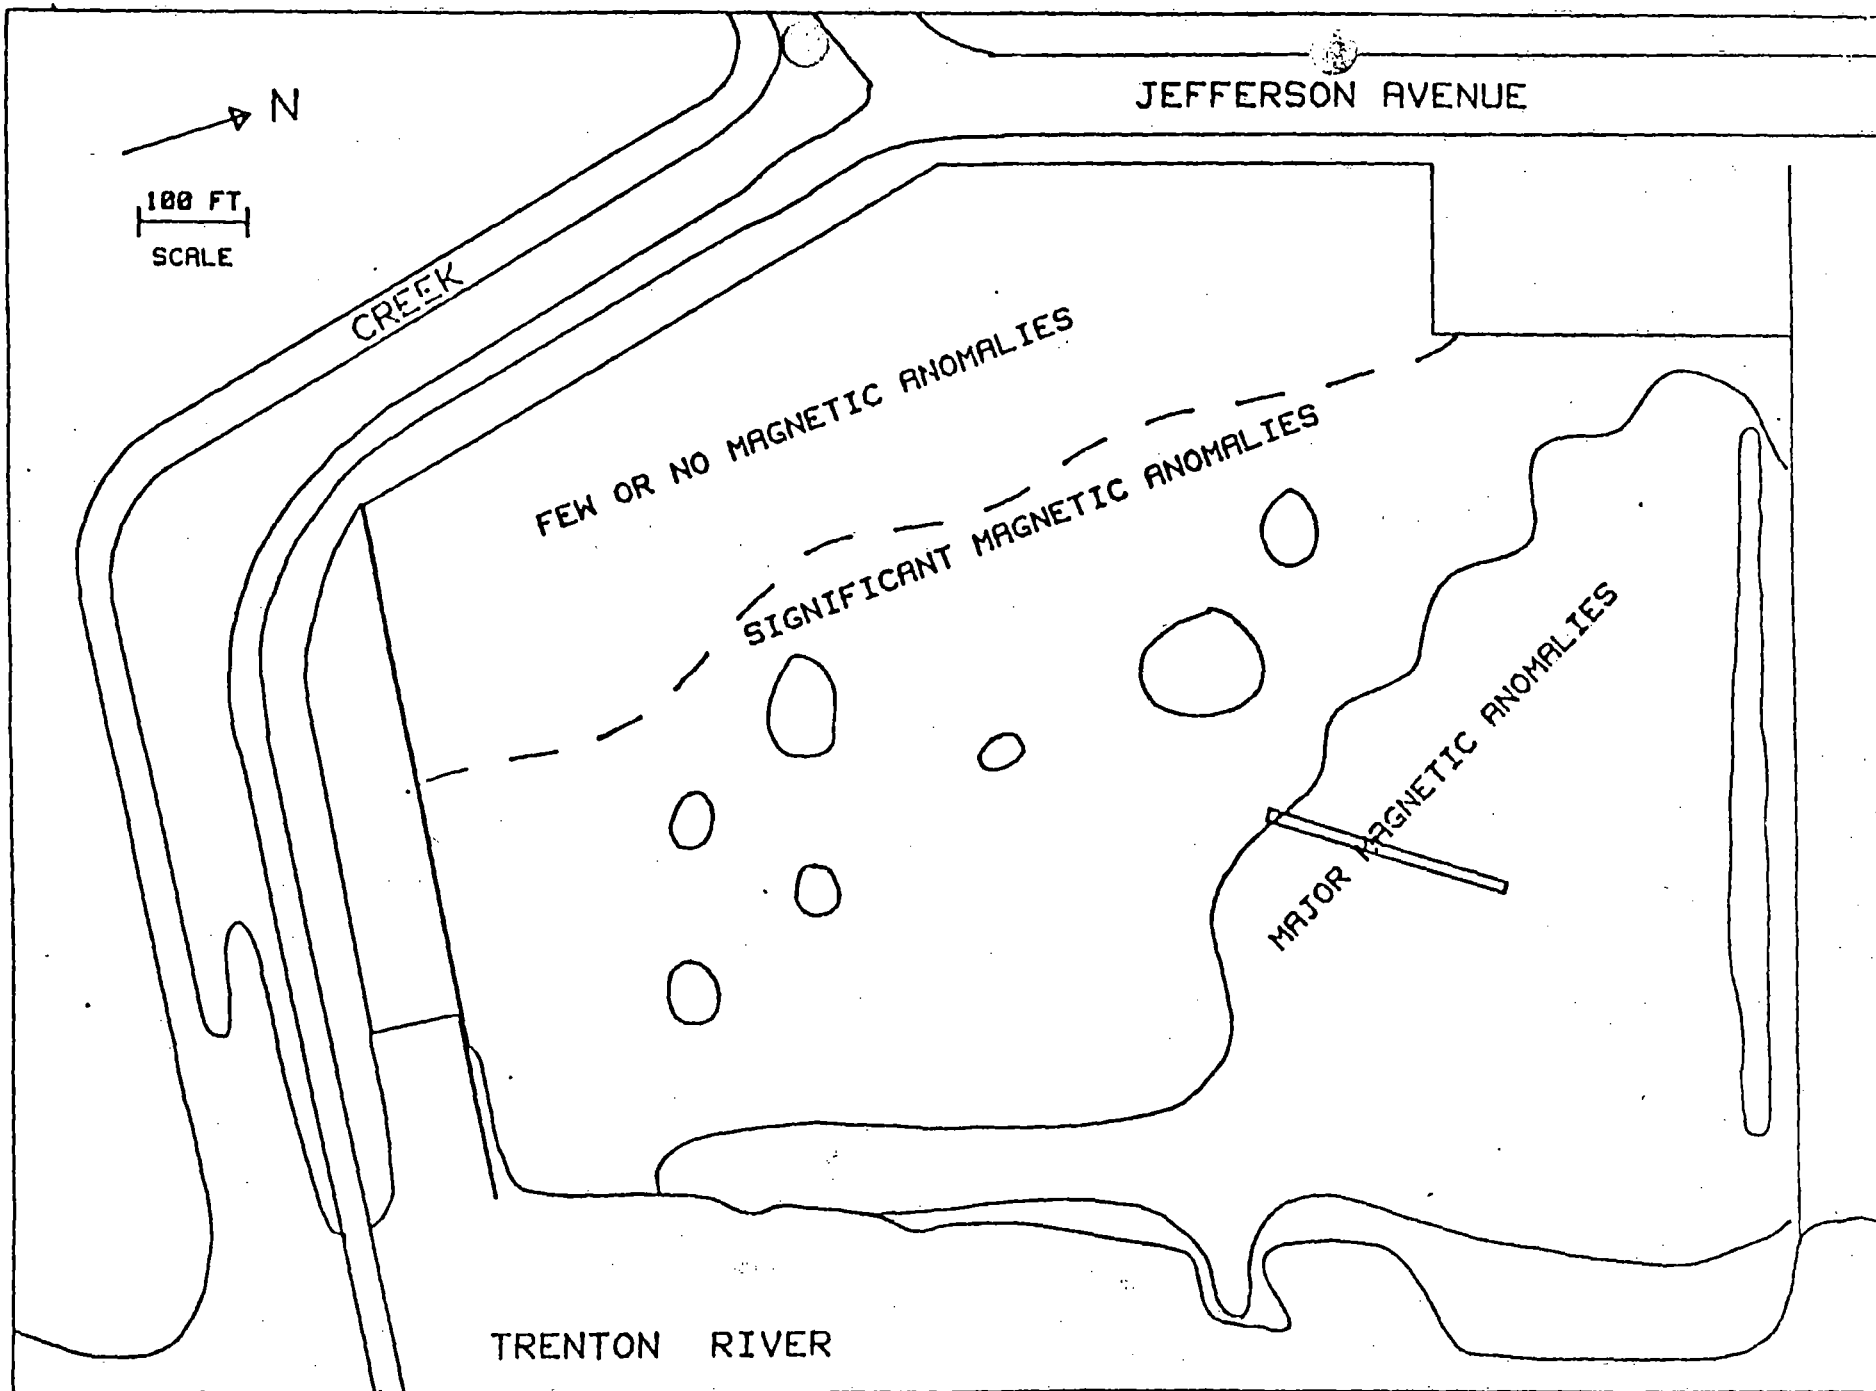 JEFFERSON AVENUE
N
100 FT
SCALE
CREEK
FEW OR NO MAGNETIC ANOMALIES
SIGNIFICANT MAGNETIC ANOMALIES
MAJOR MAGNETIC ANOMALIES
TRENTON RIVER